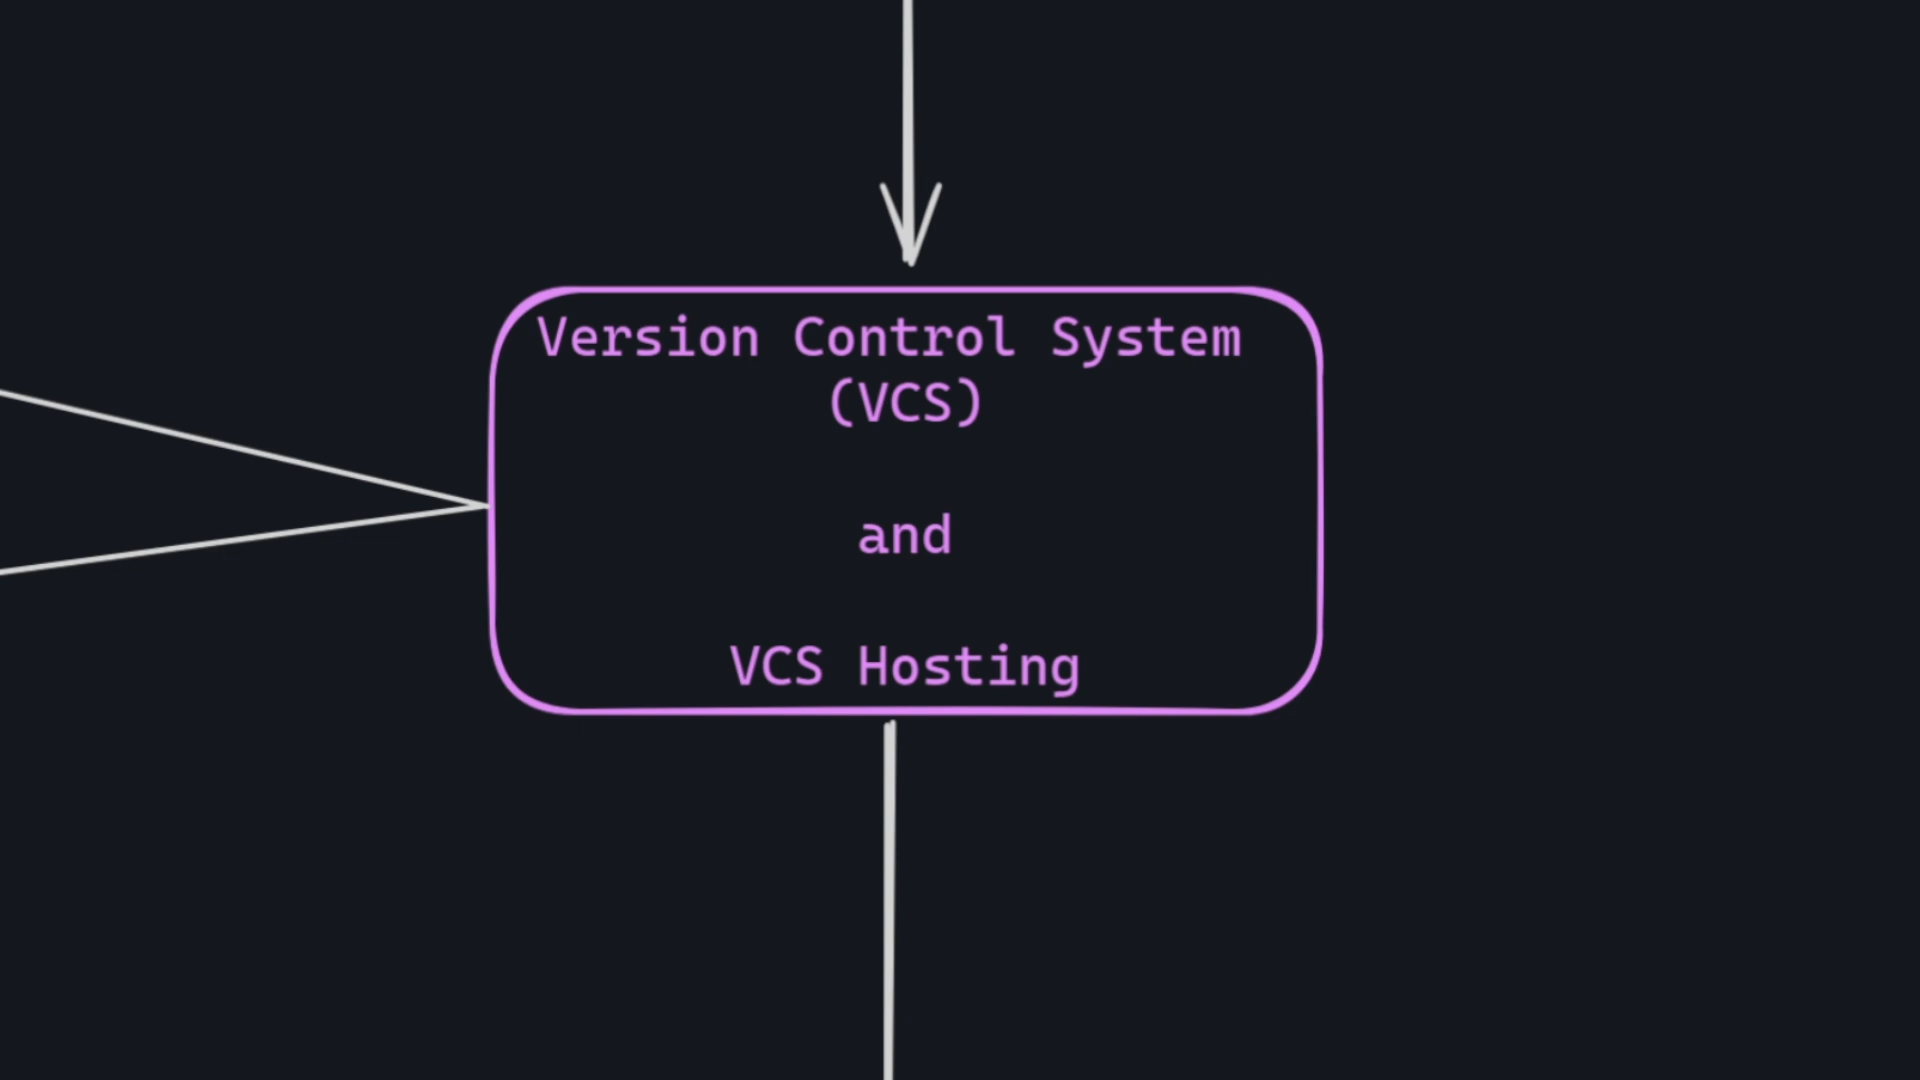 Version Control System
(VCS)
and
VCS Hosting